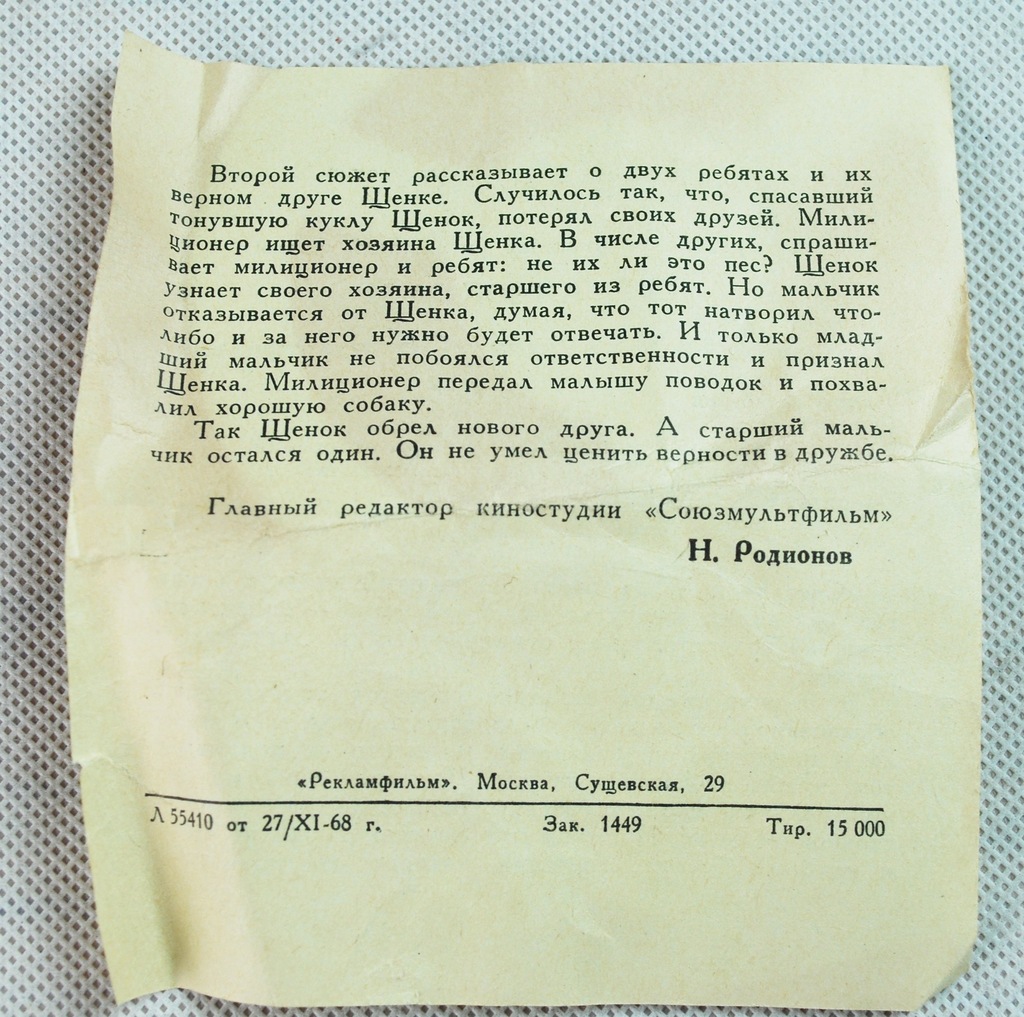 Второй сюжет рассказывает о двух ребятах и их
верном друге Щенке. Случилось так, что, спасавший
тонувшую куклу Щенок, потерял своих друзей. Мили-
ционер ищет хозяина Щенка. В числе других, спраши-
вает милиционер и ребят: не их ли это пес? Щенок
узнает своего хозяина, старшего из ребят. Но мальчик
отказывается от Щенка, думая, что тот натворил что-
либо и за него нужно будет отвечать. И только млад-
ший мальчик не побоялся ответственности и признал
Щенка. Милиционер передал малышу поводок и похва-
лил хорошую собаку.
Так Щенок обрел нового друга. А старший маль-
чик остался один. Он не умел ценить верности в дружбе.
Главный редактор киностудии «Союзмультфильм»
Н. Родионов
«Рекламфильм». Москва, Сущевская, 29
Л 55410 от 27/XI-68 г. Зак. 1449 Тир. 15 000